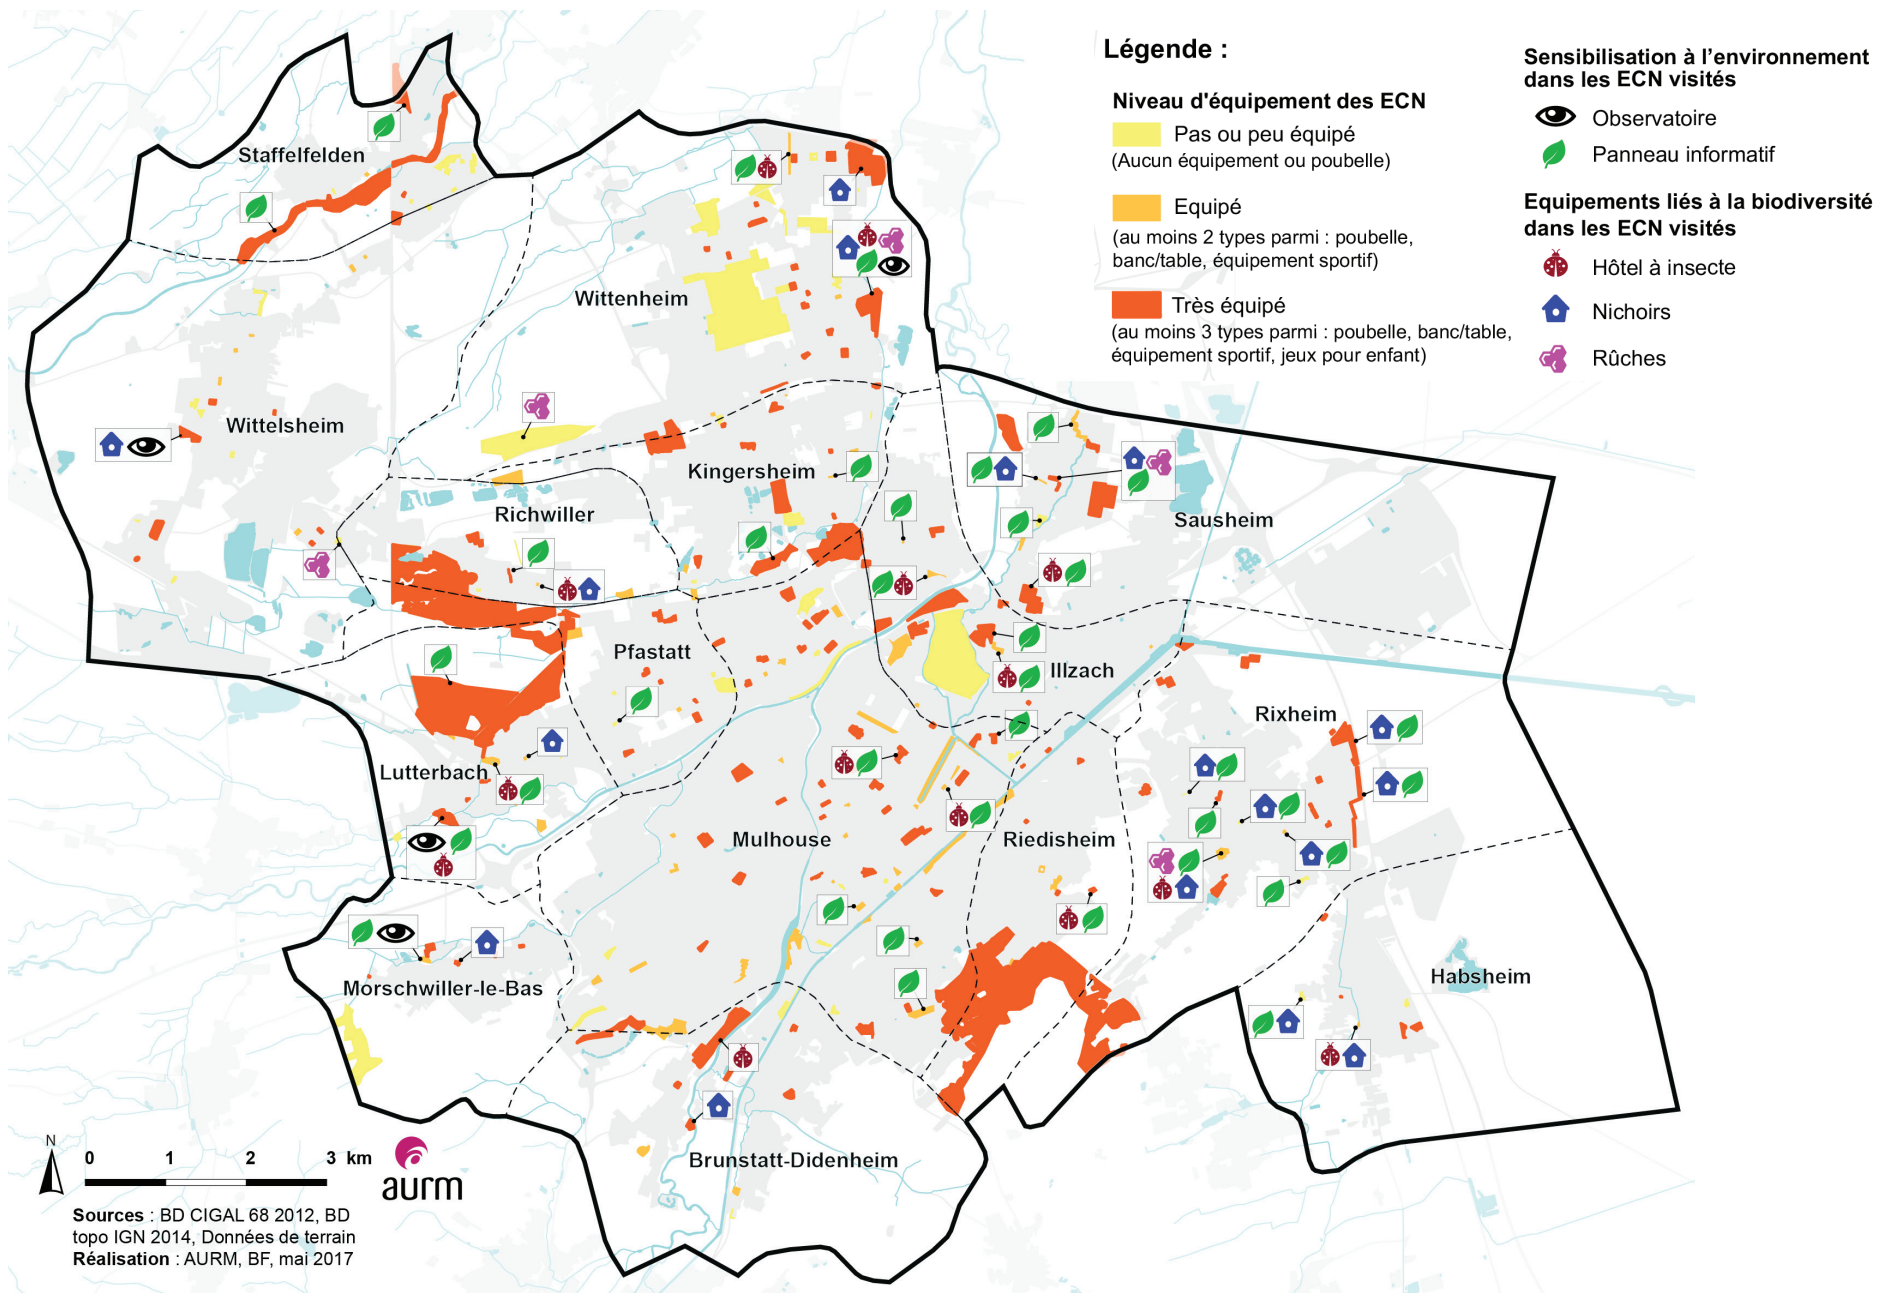 Légende :
Niveau d'équipement des ECN
Pas ou peu équipé
(Aucun équipement ou poubelle)
Equipé
(au moins 2 types parmi : poubelle,
banc/table, équipement sportif)
Très équipé
(au moins 3 types parmi : poubelle, banc/table,
équipement sportif, jeux pour enfant)
Sensibilisation à l'environnement
dans les ECN visités
Observatoire
Panneau informatif
Equipements liés à la biodiversité
dans les ECN visités
Hôtel à insecte
Nichoirs
Rûches
Staffelfelden
Wittenheim
Wittelsheim
Kingersheim
Richwiller
Sausheim
Pfastatt
Illzach
Rixheim
Lutterbach
Mulhouse
Riedisheim
Habsheim
Morschwiller-le-Bas
Brunstatt-Didenheim
N
0 1 2 3 km
aurm
Sources : BD CIGAL 68 2012, BD
topo IGN 2014, Données de terrain
Réalisation : AURM, BF, mai 2017